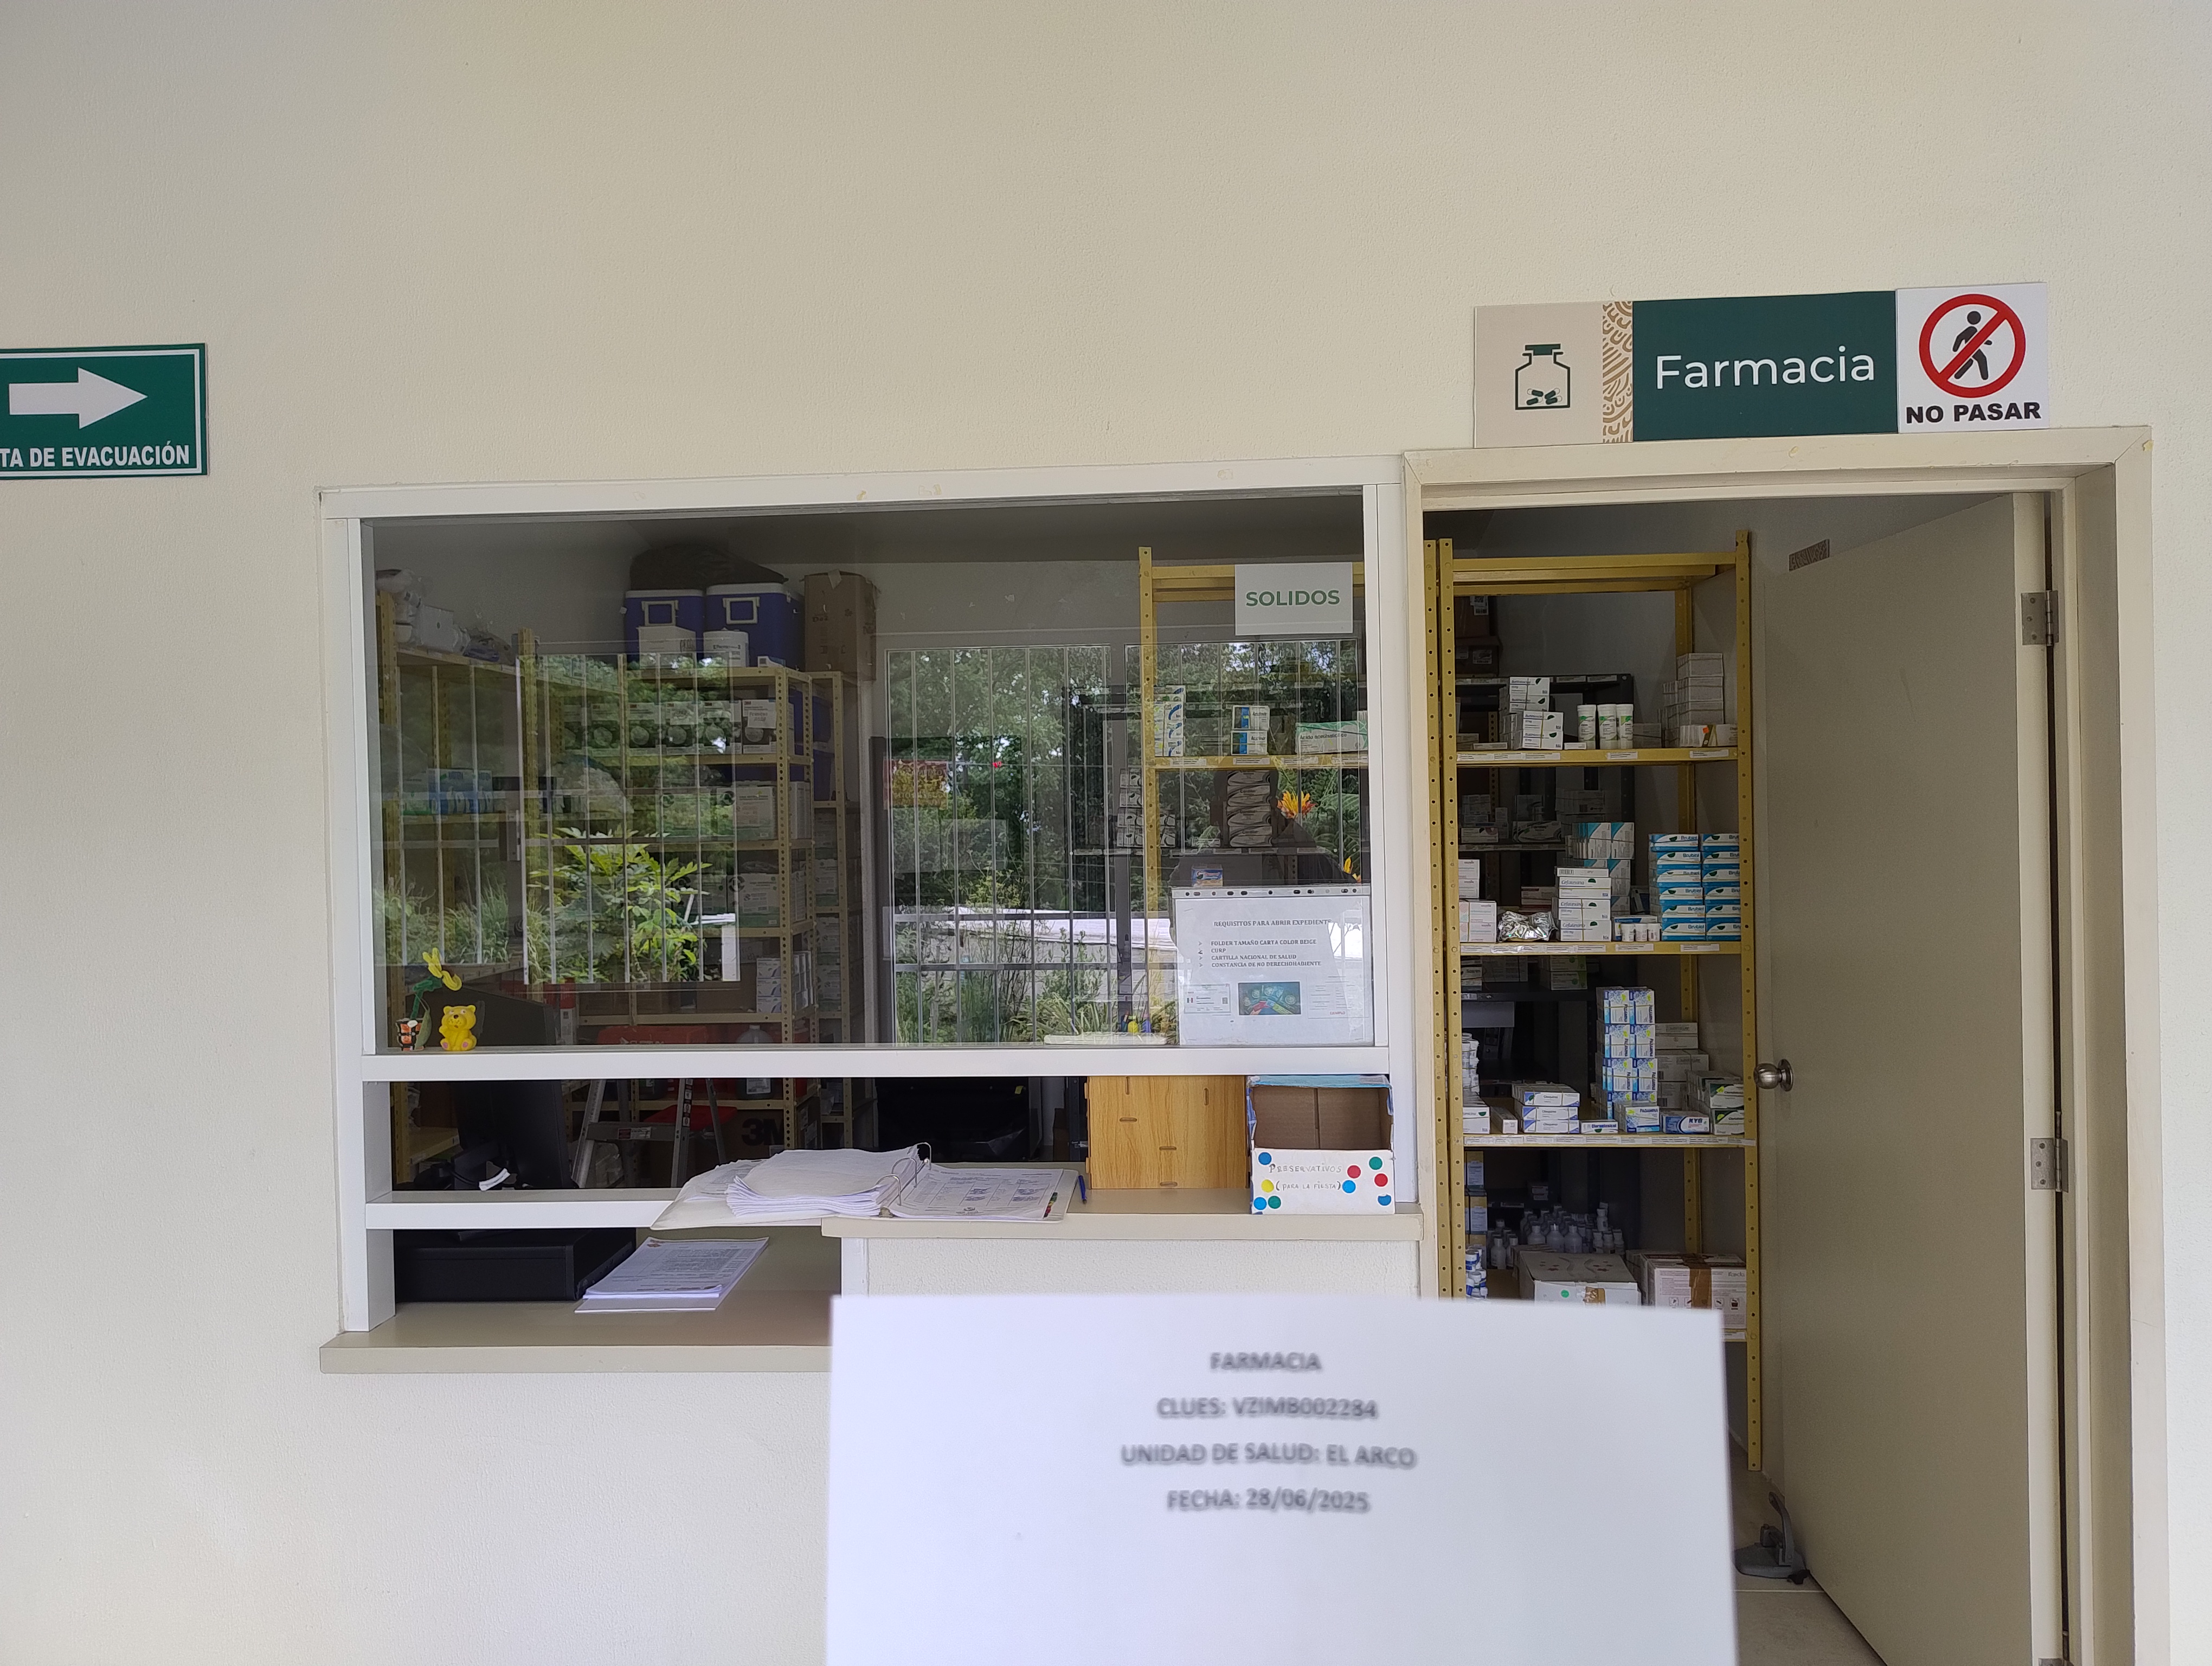 Farmacia
NO PASAR
TA DE EVACUACIÓN
SOLIDOS
REQUISITOS PARA ABRIR EXPEDIENTE
FOLDER TAMAÑO CARTA COLOR BEIGE
CURP
CARTILLA NACIONAL DE SALUD
CONSTANCIA DE NO DERECHOHABIENTE
3M
PRESERVATIVOS
(PARA LA FIESTA)
FARMACIA
CLUES: VZIMB002284
UNIDAD DE SALUD: EL ARCO
FECHA: 28/06/2025